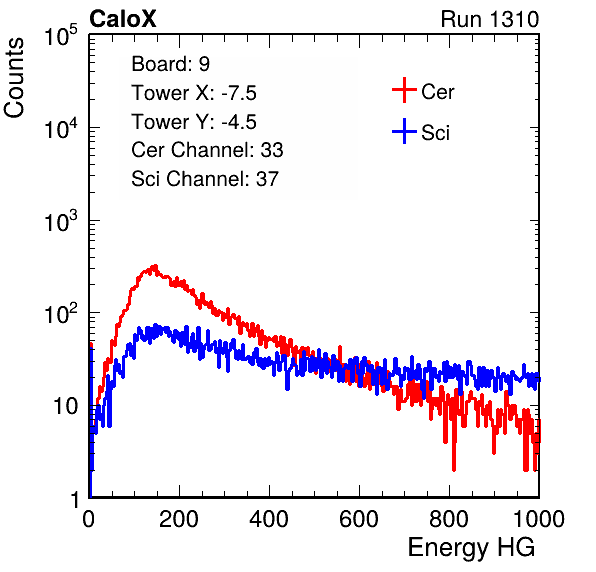 CaloX Run 1310
Counts
Board: 9
Tower X: -7.5
Tower Y: -4.5
Cer Channel: 33
Sci Channel: 37
Cer
Sci
10^5
10^4
10^3
10^2
10
1
0 200 400 600 800 1000
Energy HG